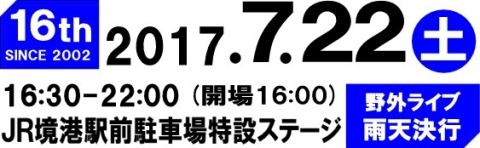 16th
SINCE 2002
2017.7.22 土
16:30-22:00 (開場16:00)
JR境港駅前駐車場特設ステージ
野外ライブ
雨天決行